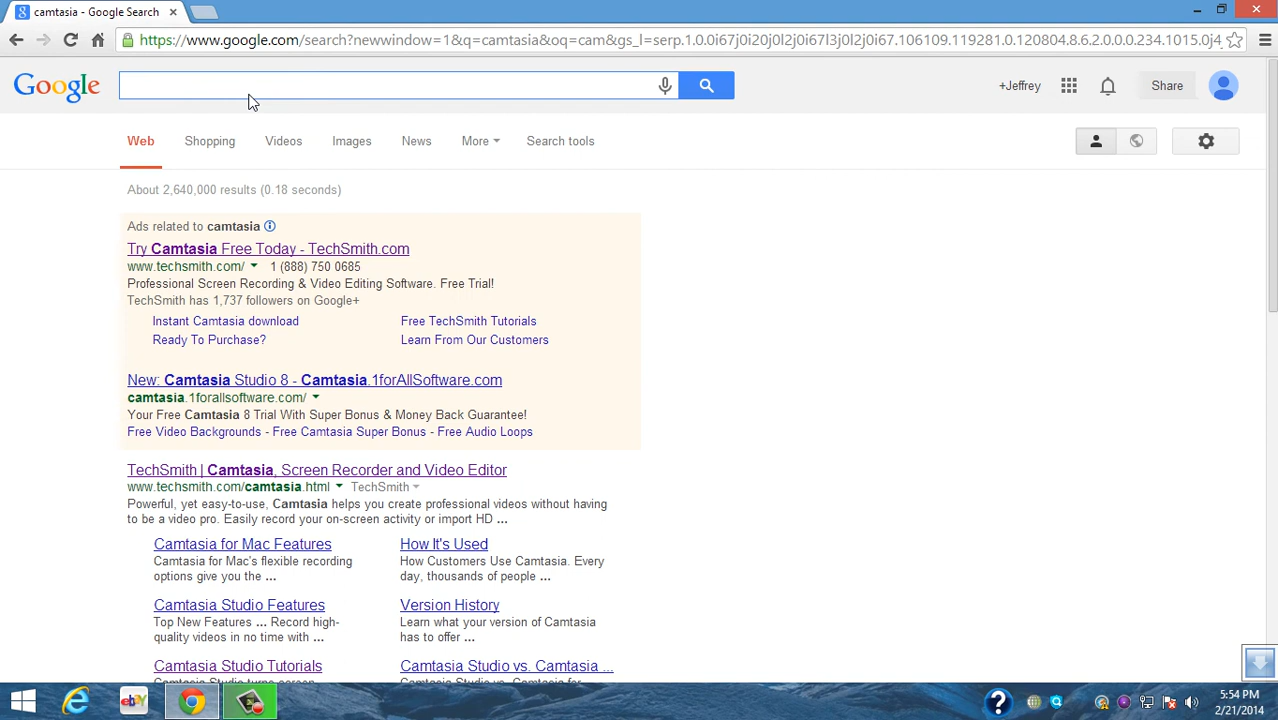 camtasia - Google Search
https://www.google.com/search?newwindow=1&q=camtasia&oq=cam&gs_l=serp.1.0.0i67j0i20j0l2j0i67l3j0l2j0i67.106109.119281.0.120804.8.6.2.0.0.0.234.1015.0j4
Google
+Jeffrey
Share
Web
Shopping
Videos
Images
News
More
Search tools
About 2,640,000 results (0.18 seconds)
Ads related to camtasia
Try Camtasia Free Today - TechSmith.com
www.techsmith.com/ 1 (888) 750 0685
Professional Screen Recording & Video Editing Software. Free Trial!
TechSmith has 1,737 followers on Google+
Instant Camtasia download
Free TechSmith Tutorials
Ready To Purchase?
Learn From Our Customers
New: Camtasia Studio 8 - Camtasia.1forAllSoftware.com
camtasia.1forallsoftware.com/
Your Free Camtasia 8 Trial With Super Bonus & Money Back Guarantee!
Free Video Backgrounds - Free Camtasia Super Bonus - Free Audio Loops
TechSmith | Camtasia, Screen Recorder and Video Editor
www.techsmith.com/camtasia.html TechSmith
Powerful, yet easy-to-use, Camtasia helps you create professional videos without having
to be a video pro. Easily record your on-screen activity or import HD ...
Camtasia for Mac Features
Camtasia for Mac's flexible recording
options give you the ...
How It's Used
How Customers Use Camtasia. Every
day, thousands of people ...
Camtasia Studio Features
Top New Features ... Record high-
quality videos in no time with ...
Version History
Learn what your version of Camtasia
has to offer ...
Camtasia Studio Tutorials
Camtasia Studio vs. Camtasia ...
ebY
5:54 PM
2/21/2014